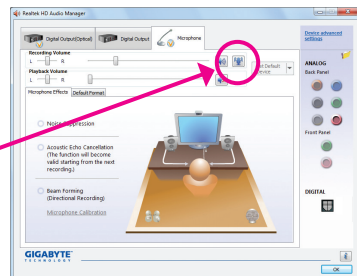 Realtek HD Audio Manager
Device advanced
settings
Digital Output(Optical)
Digital Output
Microphone
Recording Volume
L R
Set Default
Device
Playback Volume
L R
ANALOG
Back Panel
Microphone Effects
Default Format
Noise Suppression
Front Panel
Acoustic Echo Cancellation
(The function will become
valid starting from the next
recording.)
Beam Forming
(Directional Recording)
DIGITAL
Microphone Calibration
GIGABYTE
TECHNOLOGY
OK